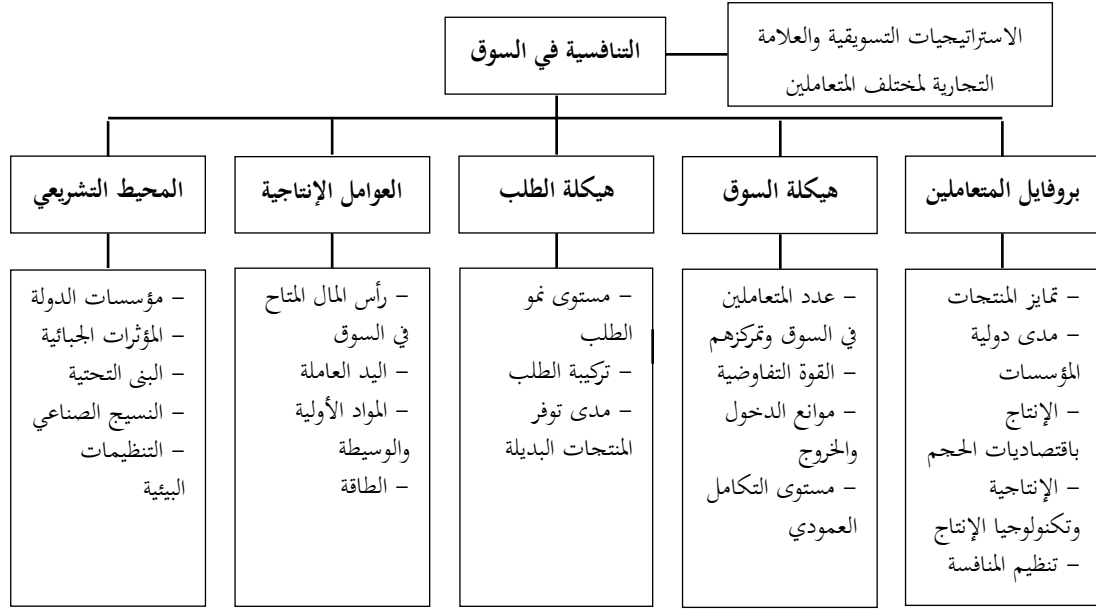 التنافسية في السوق
الاستراتيجيات التسويقية والعلامة
التجارية لمختلف المتعاملين
بروفايل المتعاملين
هيكلة السوق
هيكلة الطلب
العوامل الإنتاجية
المحيط التشريعي
– تمايز المنتجات
– مدى دولية
المؤسسات
– الإنتاج
باقتصاديات الحجم
– الإنتاجية
وتكنولوجيا الإنتاج
– تنظيم المنافسة
– عدد المتعاملين
في السوق وتمركزهم
– القوة التفاوضية
– موانع الدخول
والخروج
– مستوى التكامل
العمودي
– مستوى نمو
الطلب
– تركيبة الطلب
– مدى توفر
المنتجات البديلة
– رأس المال المتاح
في السوق
– اليد العاملة
– المواد الأولية
والوسيطة
– الطاقة
– مؤسسات الدولة
– المؤثرات الجبائية
– البنى التحتية
– النسيج الصناعي
– التنظيمات
البيئية